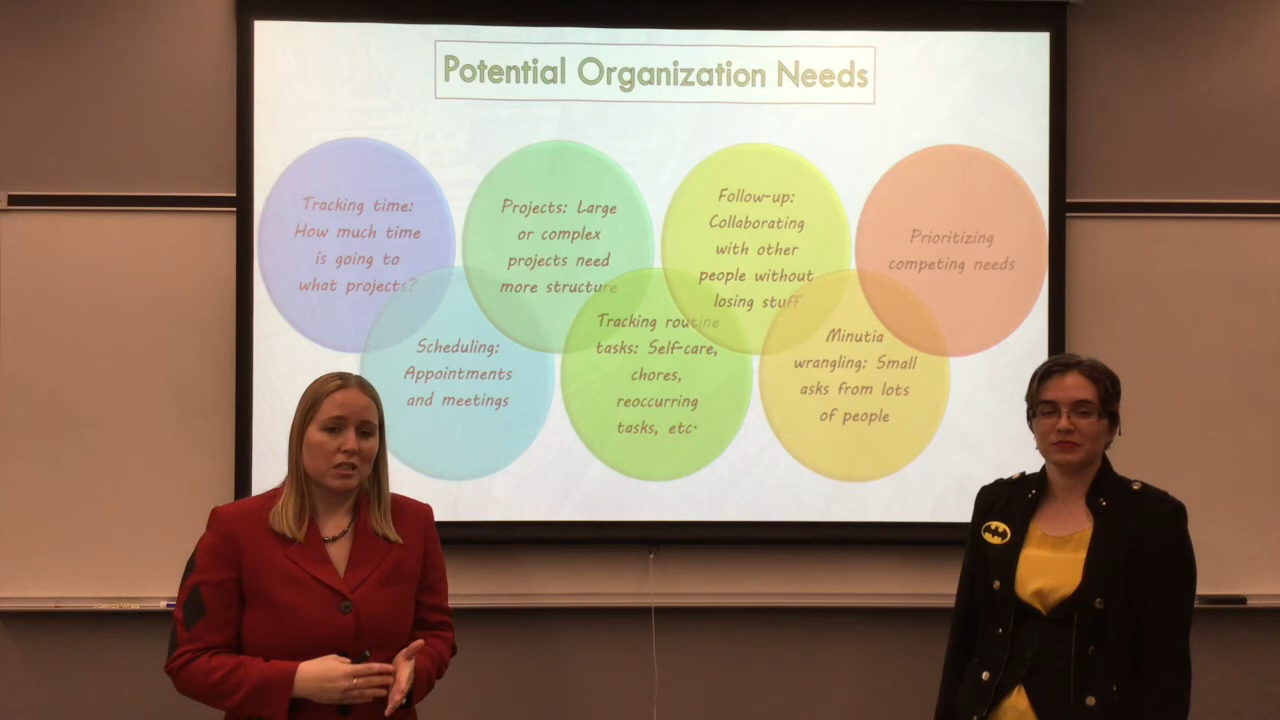 Potential Organization Needs
Tracking time:
How much time
is going to
what projects?
Scheduling:
Appointments
and meetings
Projects: Large
or complex
projects need
more structure
Tracking routine
tasks: Self-care,
chores,
reoccurring
tasks, etc.
Follow-up:
Collaborating
with other
people without
losing stuff
Minutia
wrangling: Small
asks from lots
of people
Prioritizing
competing needs